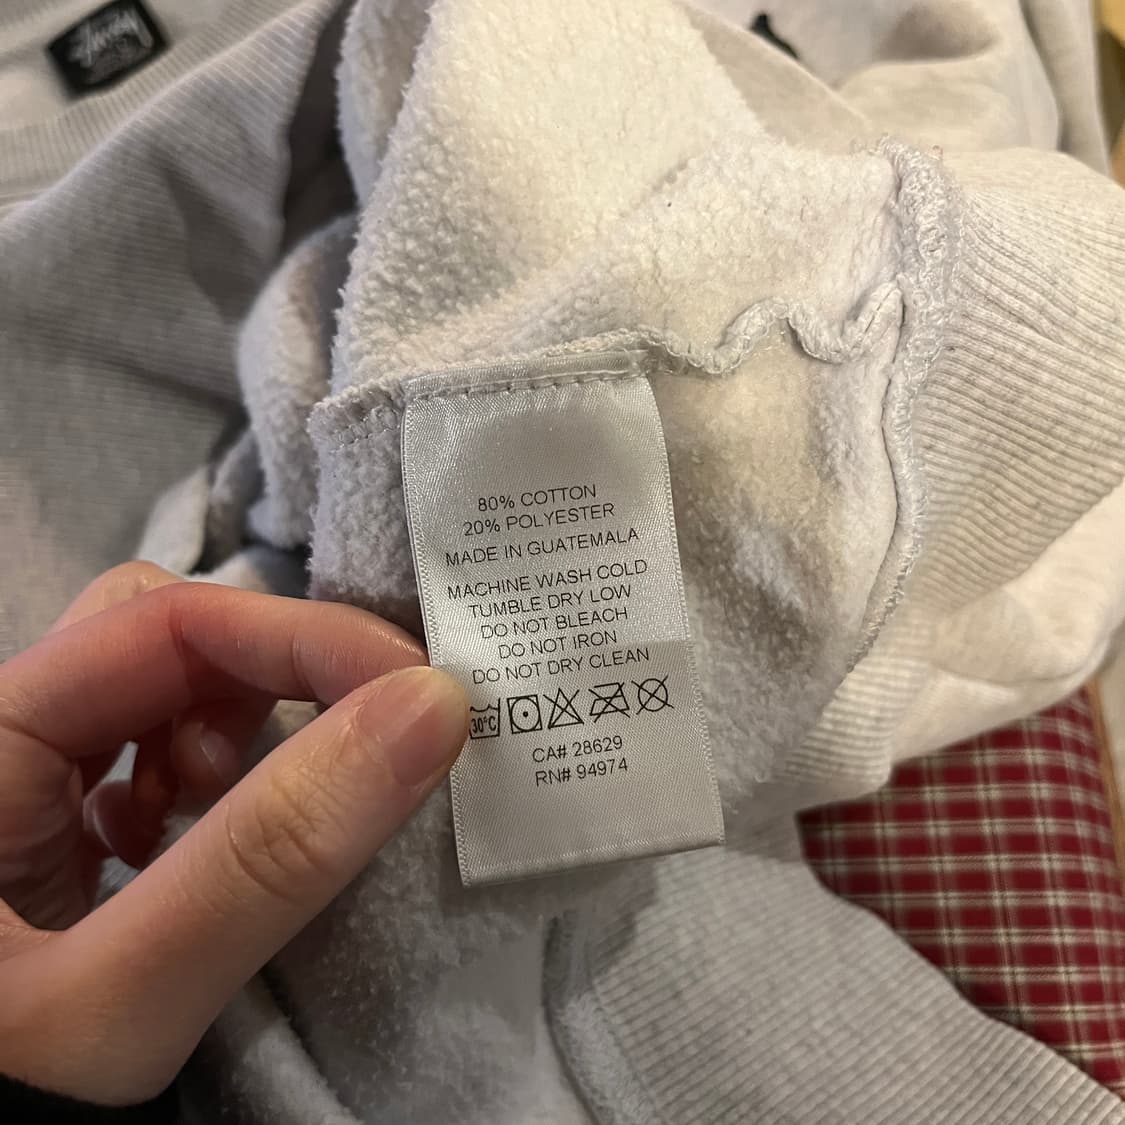 Stüssy
80% COTTON
20% POLYESTER
MADE IN GUATEMALA
MACHINE WASH COLD
TUMBLE DRY LOW
DO NOT BLEACH
DO NOT IRON
DO NOT DRY CLEAN
30°C
CA# 28629
RN# 94974